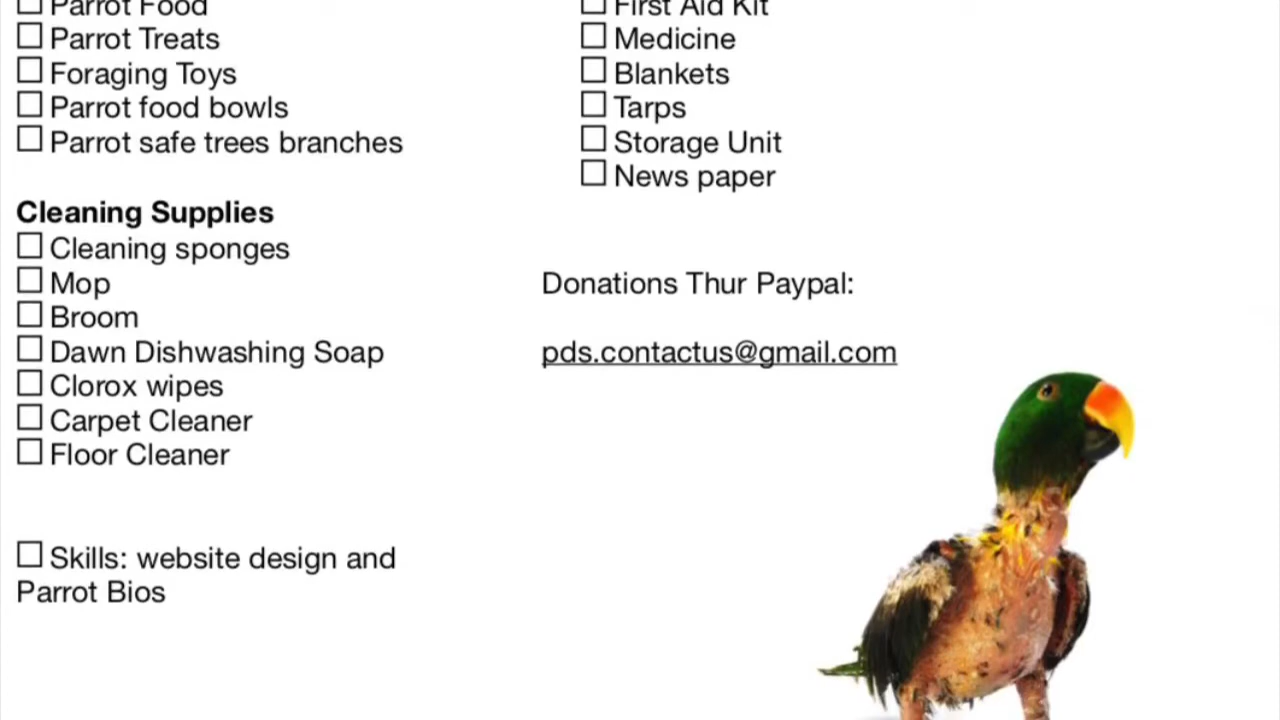 Parrot Food
Parrot Treats
Foraging Toys
Parrot food bowls
Parrot safe trees branches
Cleaning Supplies
Cleaning sponges
Mop
Broom
Dawn Dishwashing Soap
Clorox wipes
Carpet Cleaner
Floor Cleaner
Skills: website design and
Parrot Bios
First Aid Kit
Medicine
Blankets
Tarps
Storage Unit
News paper
Donations Thur Paypal:
pds.contactus@gmail.com